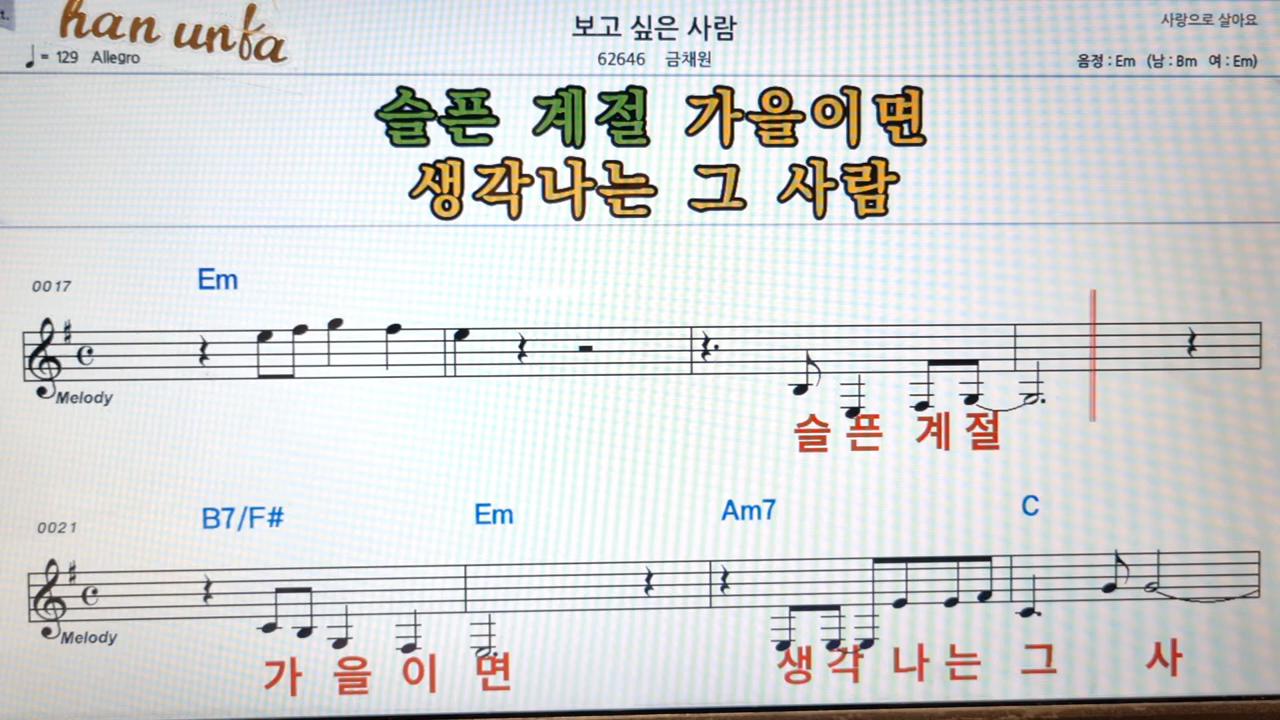 t.
han unfa
보고 싶은 사람
사랑으로 살아요
♩= 129 Allegro
62646 금채원
음정 : Em (남 : Bm 여 : Em)
슬픈 계절 가을이면
생각나는 그 사람
0017
Em
Melody
슬 픈 계 절
0021
B7/F# Em Am7 C
Melody
가 을 이 면 생 각 나 는 그 사